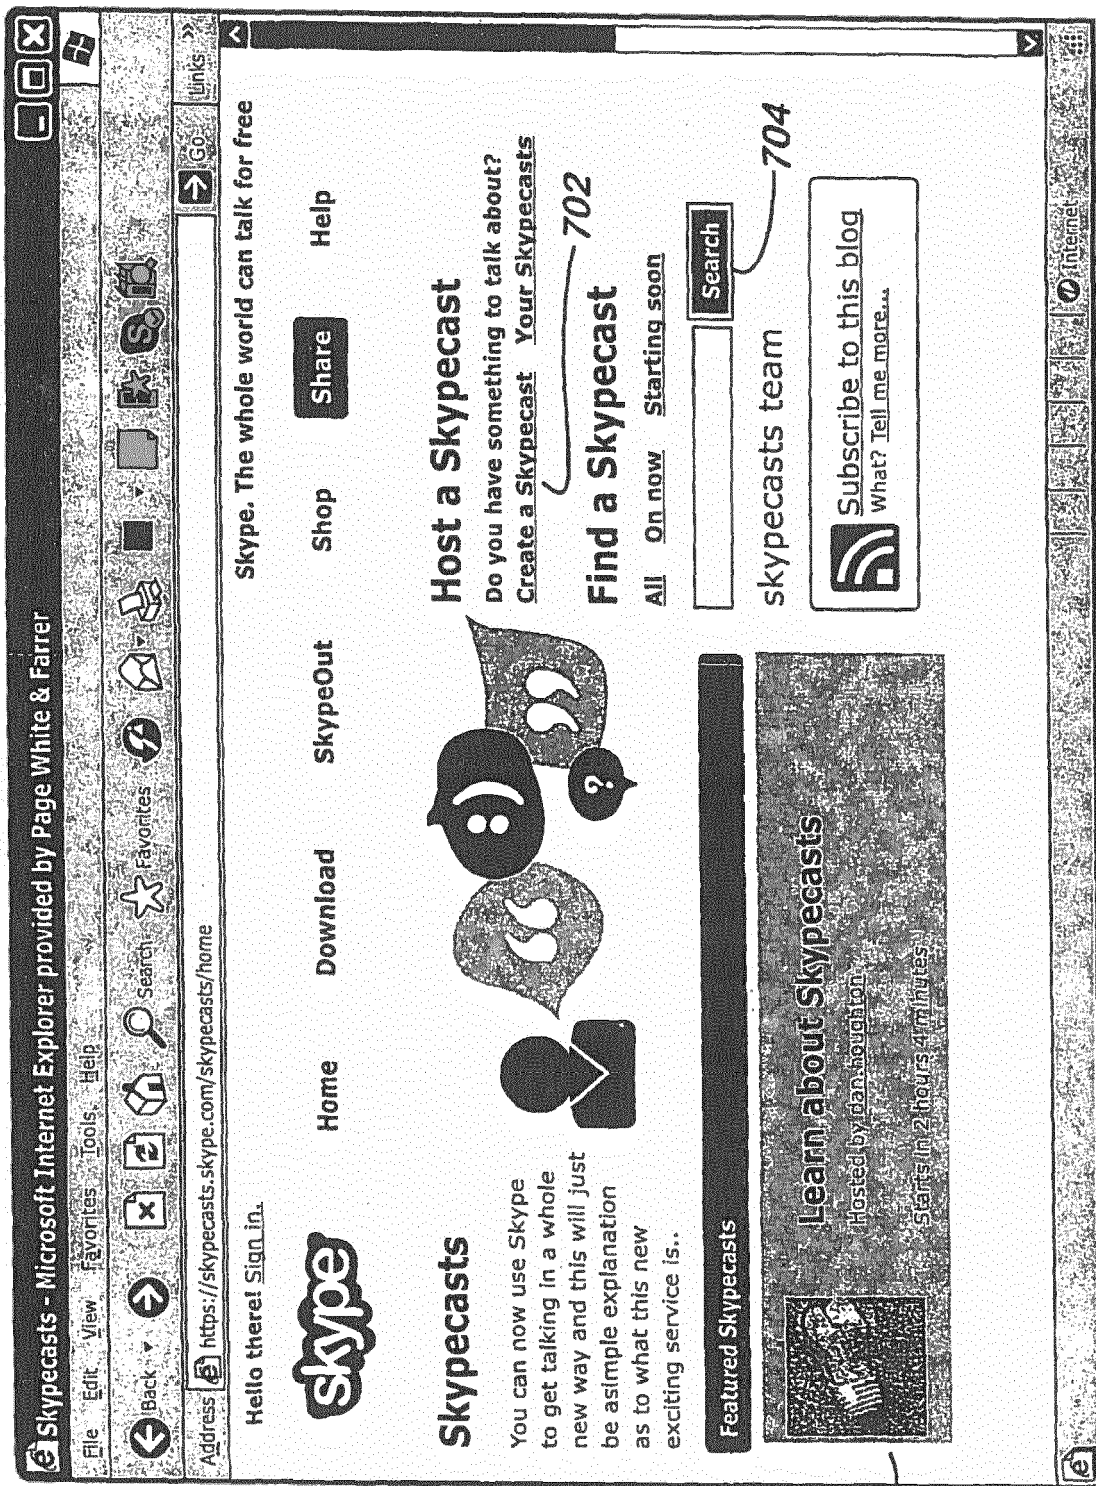 Skypecasts - Microsoft Internet Explorer provided by Page White & Farrer
File Edit View Favorites Tools Help
Back Search Favorites
Address https://skypecasts.skype.com/skypecasts/home Go Links »
Hello there! Sign in.
Skype. The whole world can talk for free
skype
Home Download SkypeOut Shop Share Help
Skypecasts
You can now use Skype
to get talking in a whole
new way and this will just
be asimple explanation
as to what this new
exciting service is..
Host a Skypecast
Do you have something to talk about?
Create a Skypecast Your Skypecasts
702
Find a Skypecast
All On now Starting soon
Search
704
skypecasts team
Subscribe to this blog
What? Tell me more...
Featured Skypecasts
Learn about Skypecasts
Hosted by idan.houghton
Starts in 2 hours 4 minutes
Internet